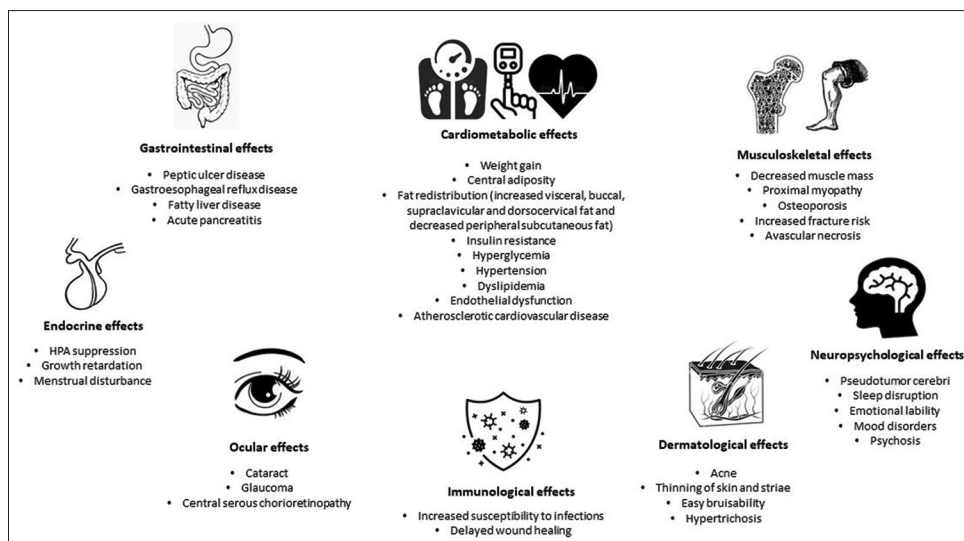 Gastrointestinal effects
• Peptic ulcer disease
• Gastroesophageal reflux disease
• Fatty liver disease
• Acute pancreatitis
Cardiometabolic effects
• Weight gain
• Central adiposity
• Fat redistribution (increased visceral, buccal,
supraclavicular and dorsocervical fat and
decreased peripheral subcutaneous fat)
• Insulin resistance
• Hyperglycemia
• Hypertension
• Dyslipidemia
• Endothelial dysfunction
• Atherosclerotic cardiovascular disease
Musculoskeletal effects
• Decreased muscle mass
• Proximal myopathy
• Osteoporosis
• Increased fracture risk
• Avascular necrosis
Endocrine effects
• HPA suppression
• Growth retardation
• Menstrual disturbance
Ocular effects
• Cataract
• Glaucoma
• Central serous chorioretinopathy
Immunological effects
• Increased susceptibility to infections
• Delayed wound healing
Dermatological effects
• Acne
• Thinning of skin and striae
• Easy bruisability
• Hypertrichosis
Neuropsychological effects
• Pseudotumor cerebri
• Sleep disruption
• Emotional lability
• Mood disorders
• Psychosis